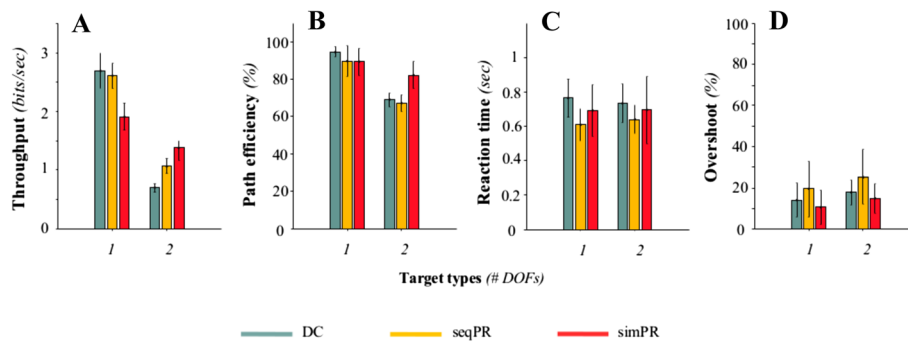 A
B
C
D
Throughput (bits/sec)
3
2
1
0
1
2
Path efficiency (%)
100
80
60
40
20
0
1
2
Reaction time (sec)
1
0.8
0.6
0.4
0.2
0
1
2
Overshoot (%)
100
80
60
40
20
0
1
2
Target types (# DOFs)
DC
seqPR
simPR